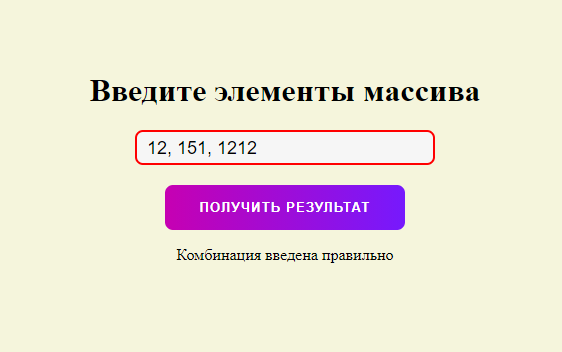 Введите элементы массива
12, 151, 1212
ПОЛУЧИТЬ РЕЗУЛЬТАТ
Комбинация введена правильно